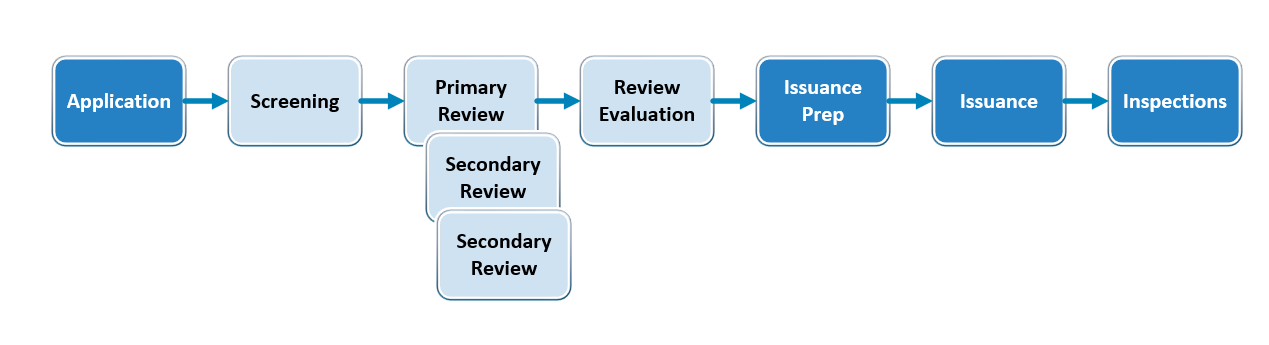 Application
Screening
Primary
Review
Secondary
Review
Secondary
Review
Review
Evaluation
Issuance
Prep
Issuance
Inspections